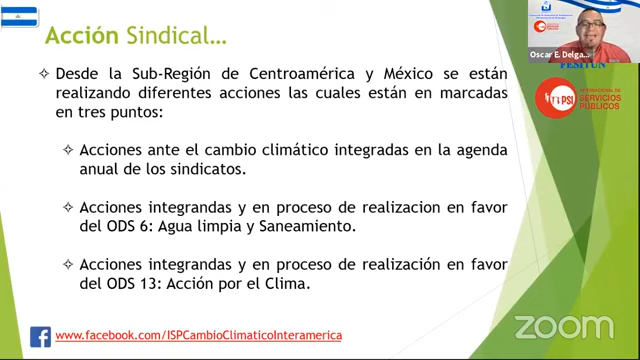 Acción Sindical…
Oscar E. Delga...
FESITUN
PSI
INTERNACIONAL DE
SERVICIOS
PÚBLICOS
Desde la Sub-Región de Centroamérica y México se están
realizando diferentes acciones las cuales están en marcadas
en tres puntos:
Acciones ante el cambio climático integradas en la agenda
anual de los sindicatos.
Acciones integrandas y en proceso de realizacion en favor
del ODS 6: Agua limpia y Saneamiento.
Acciones integrandas y en proceso de realización en favor
del ODS 13: Acción por el Clima.
www.facebook.com/ISPCambioClimaticoInteramerica
zoom